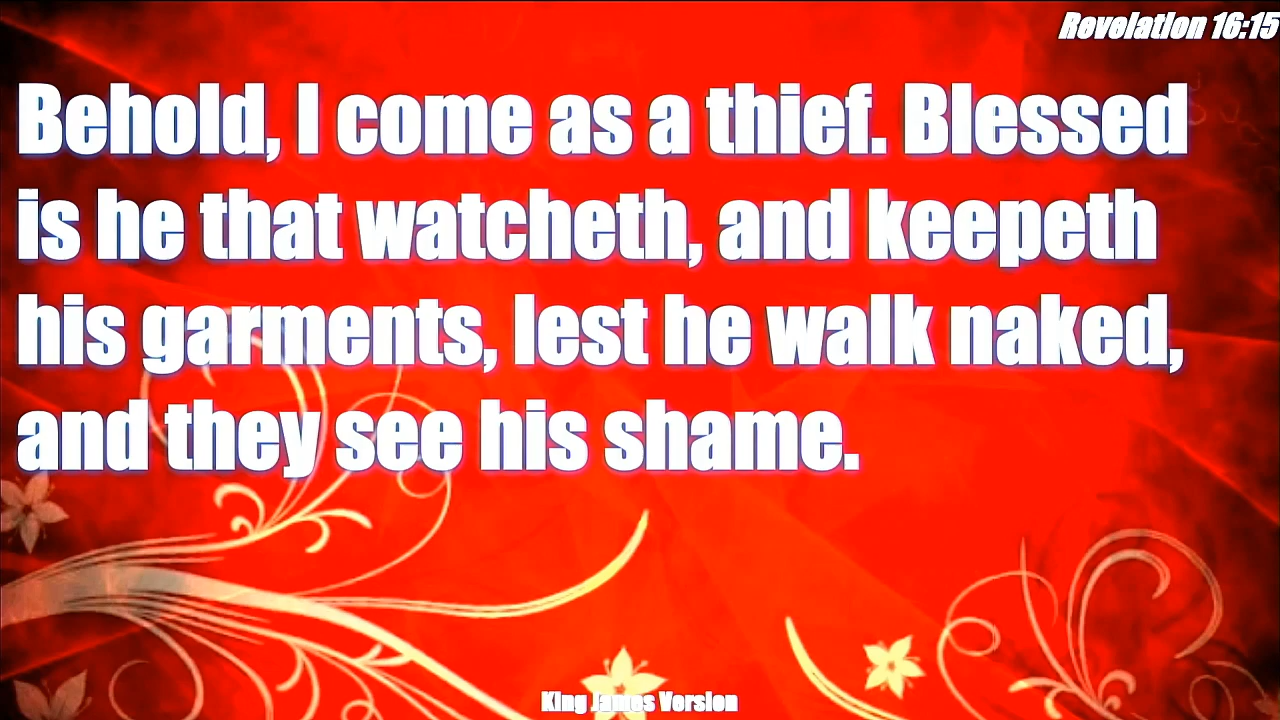 Revelation 16:15
Behold, I come as a thief. Blessed
is he that watcheth, and keepeth
his garments, lest he walk naked,
and they see his shame.
King James Version